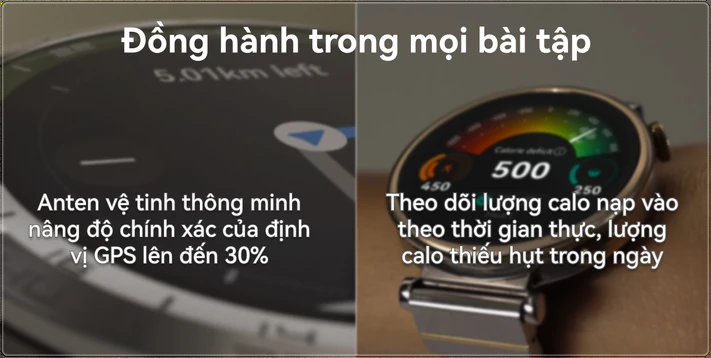 Đồng hành trong mọi bài tập
5.01km left
Anten vệ tinh thông minh
nâng độ chính xác của định
vị GPS lên đến 30%
Calorie deficit
500
450
250
Theo dõi lượng calo nạp vào
theo thời gian thực, lượng
calo thiếu hụt trong ngày